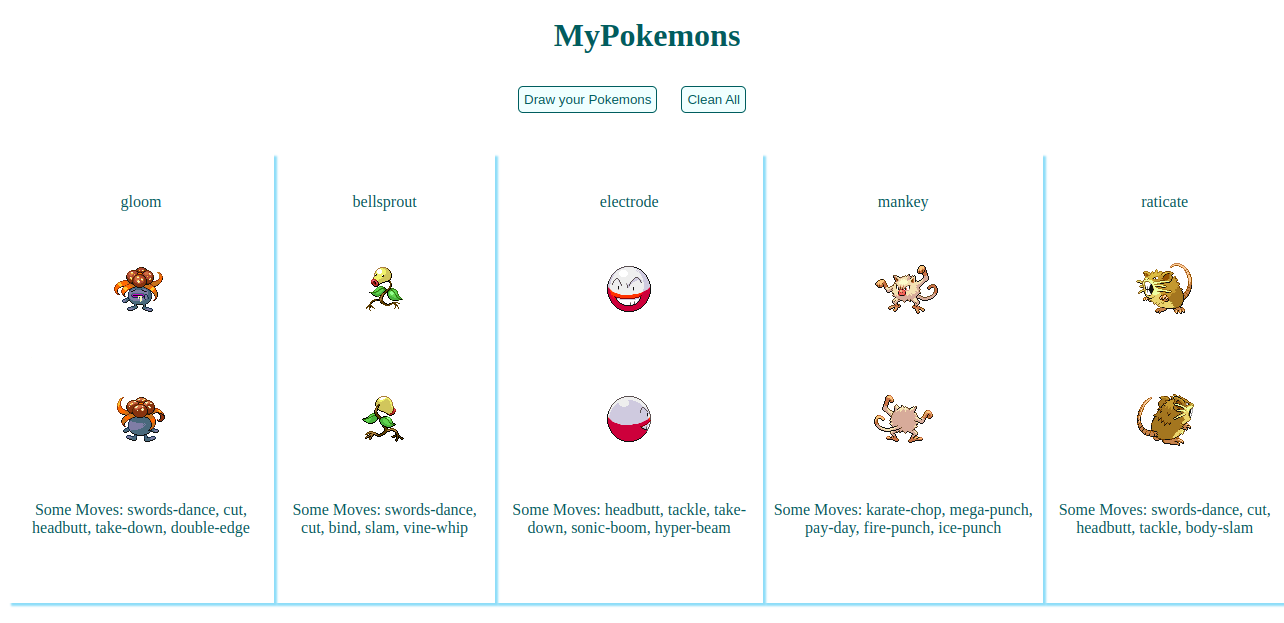 MyPokemons
Draw your Pokemons
Clean All
gloom
bellsprout
electrode
mankey
raticate
Some Moves: swords-dance, cut,
headbutt, take-down, double-edge
Some Moves: swords-dance,
cut, bind, slam, vine-whip
Some Moves: headbutt, tackle, take-
down, sonic-boom, hyper-beam
Some Moves: karate-chop, mega-punch,
pay-day, fire-punch, ice-punch
Some Moves: swords-dance, cut,
headbutt, tackle, body-slam